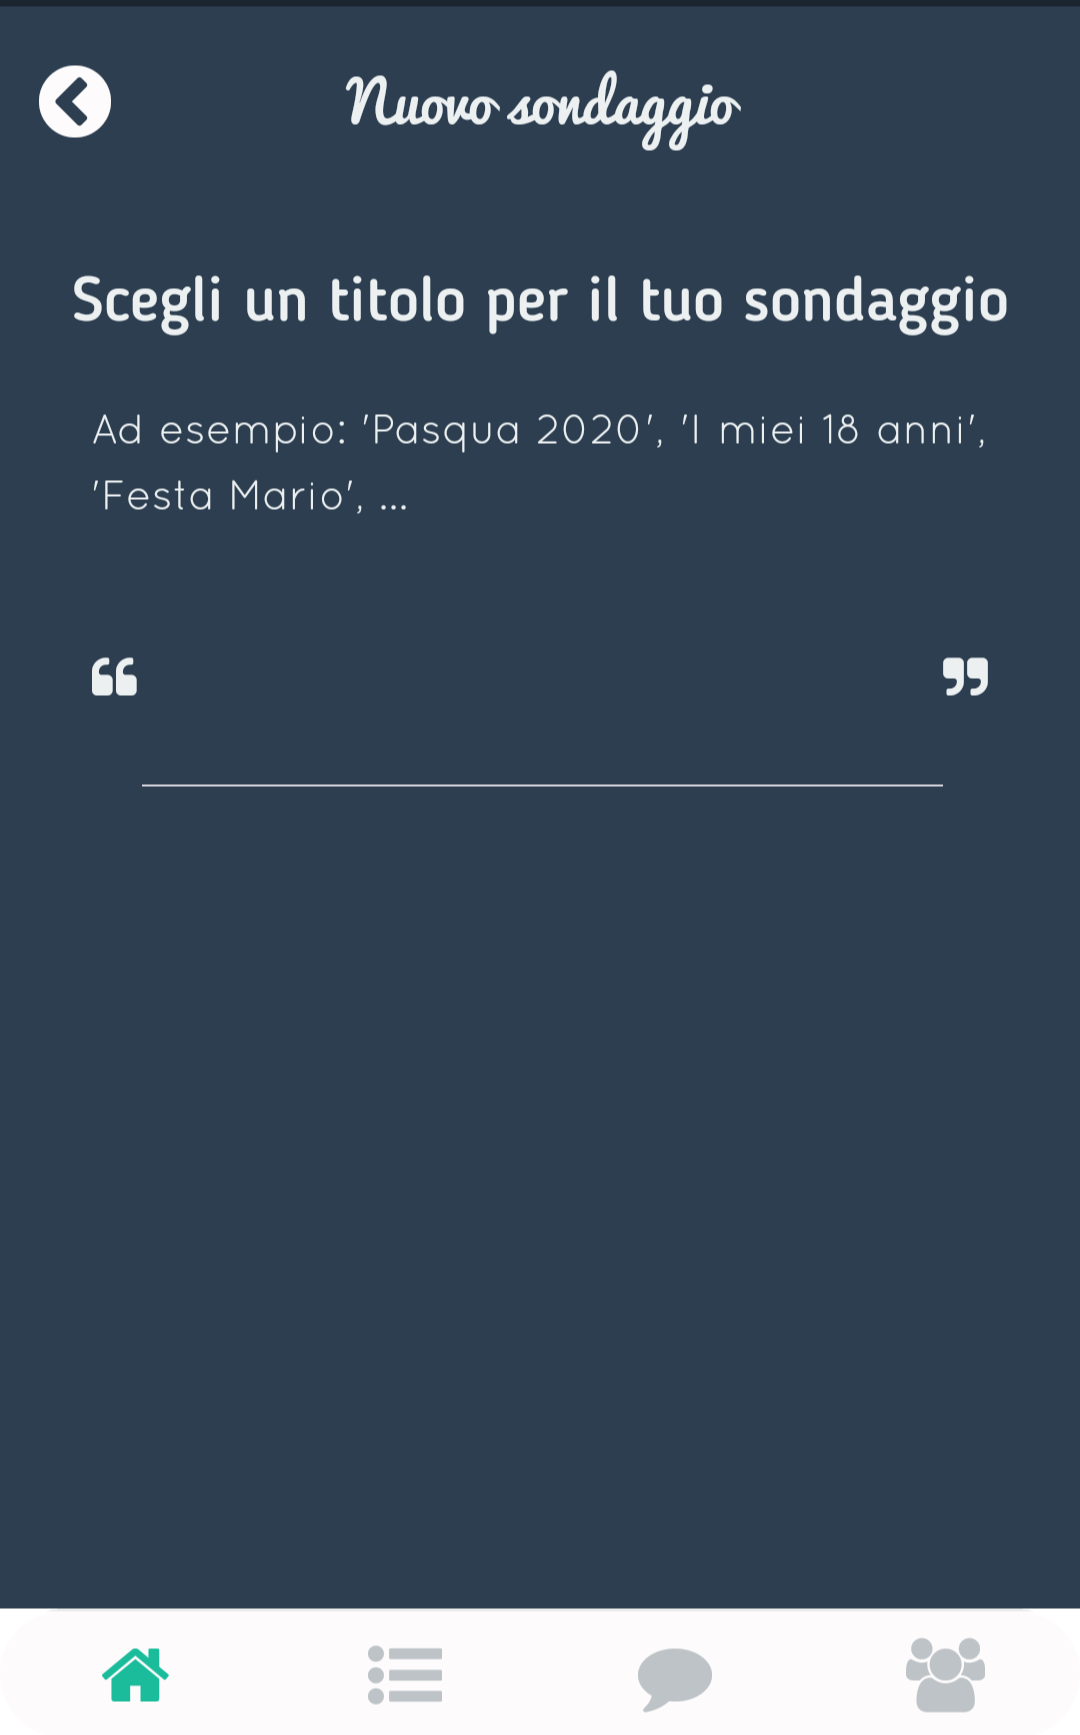 Nuovo sondaggio
Scegli un titolo per il tuo sondaggio
Ad esempio: 'Pasqua 2020', 'I miei 18 anni',
'Festa Mario', ...